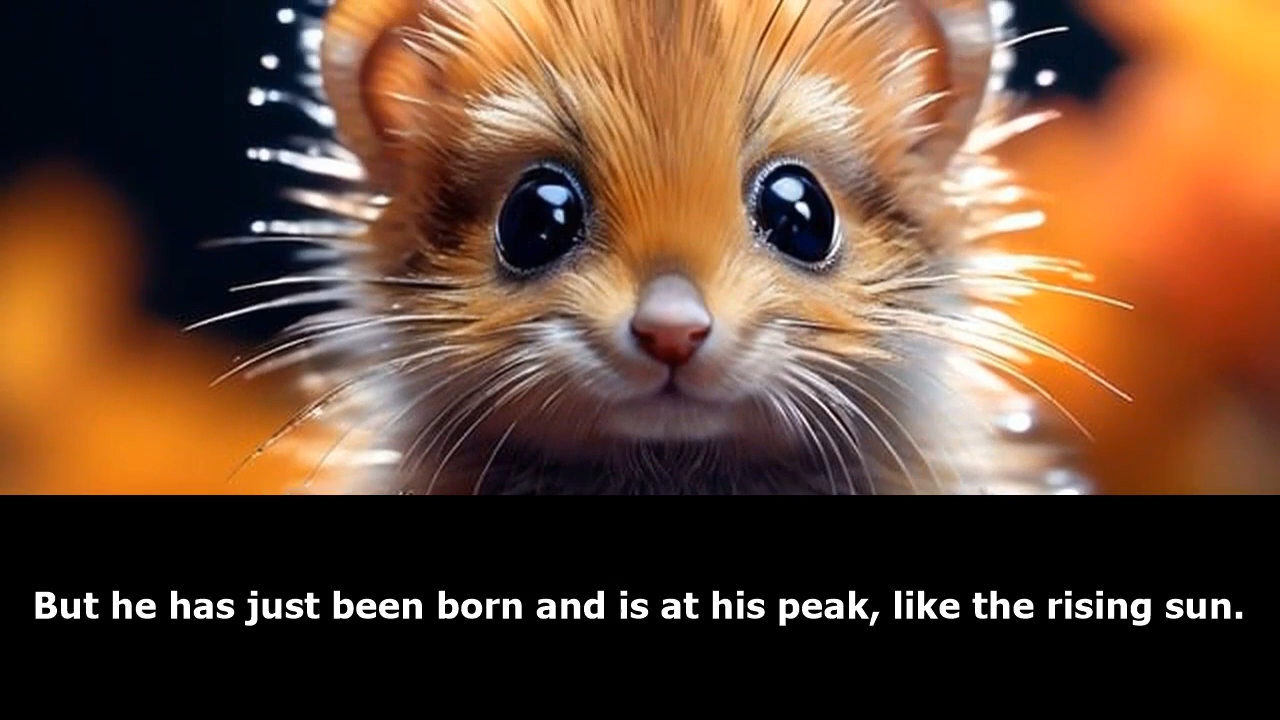 But he has just been born and is at his peak, like the rising sun.